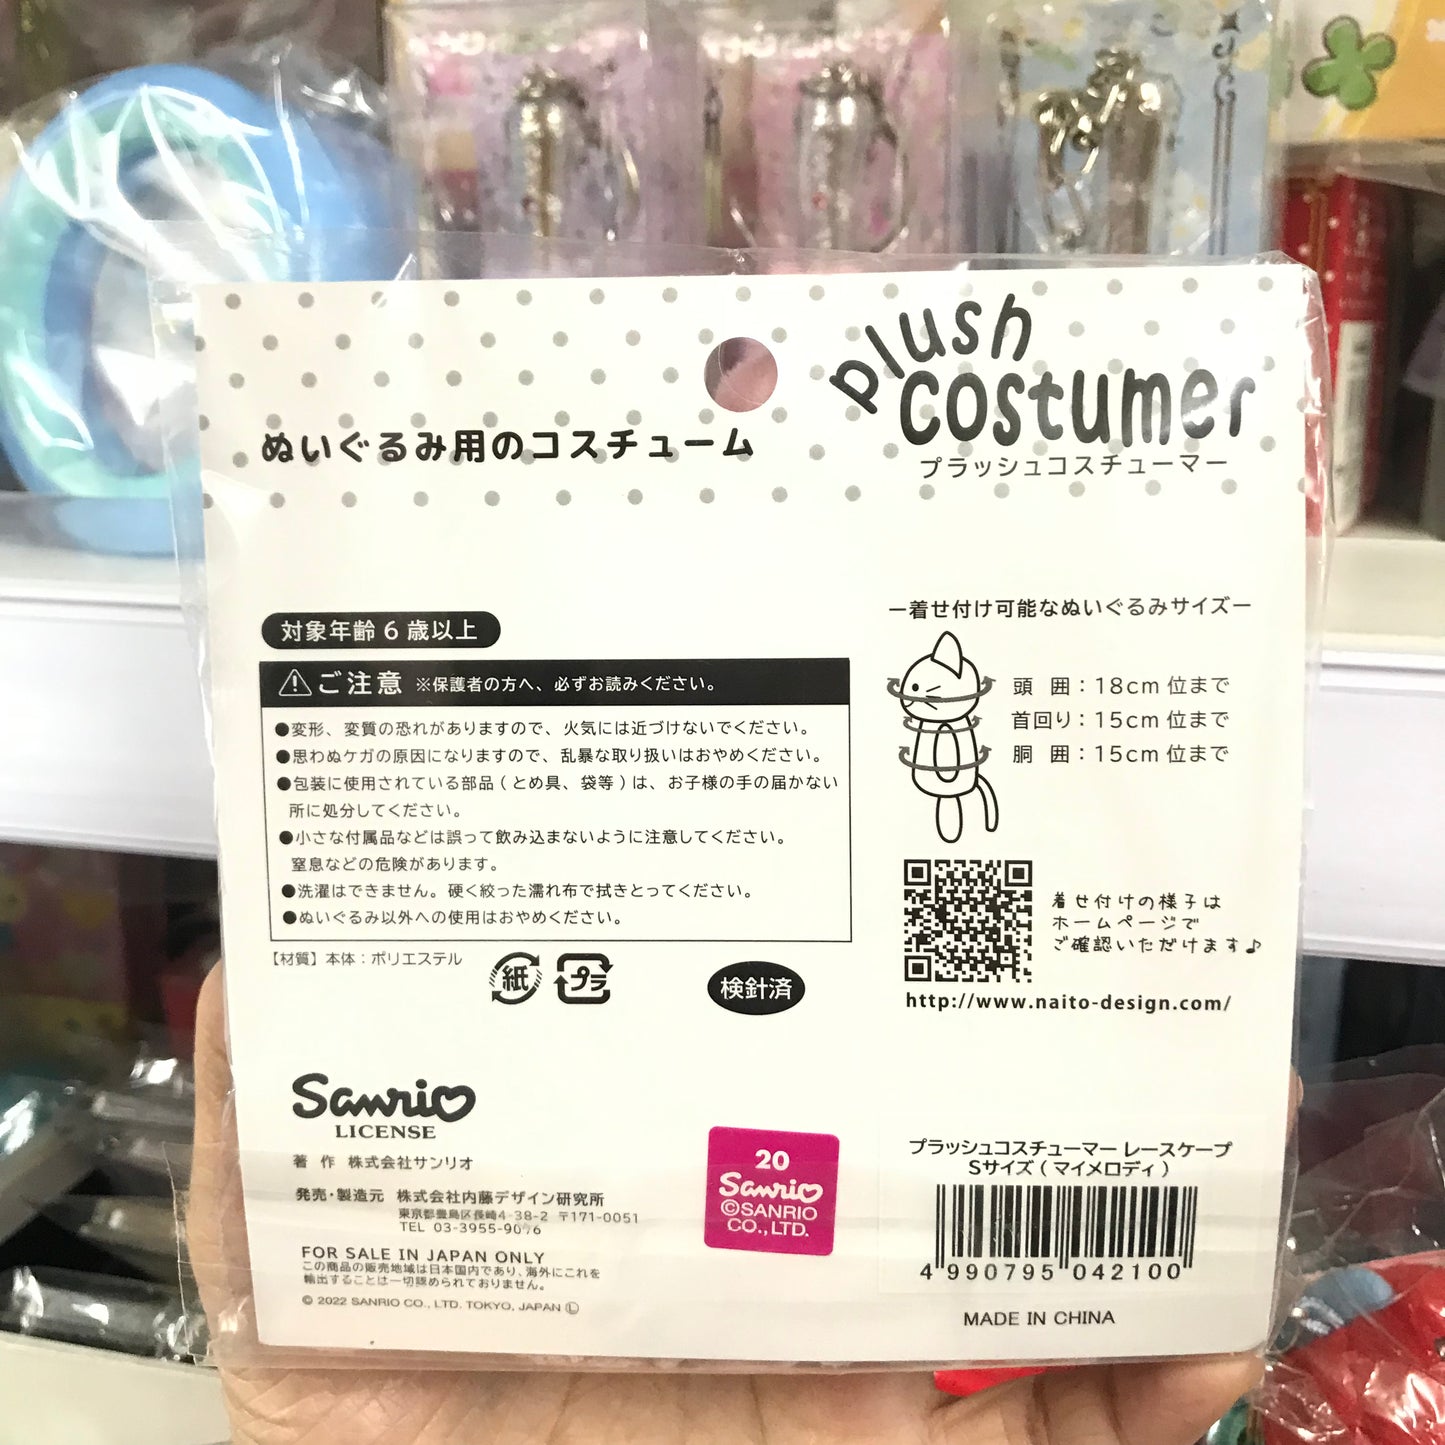 plush
costumer
プラッシュコスチューマー
ぬいぐるみ用のコスチューム
対象年齢6歳以上
ご注意 ※保護者の方へ、必ずお読みください。
●変形、変質の恐れがありますので、火気には近づけないでください。
●思わぬケガの原因になりますので、乱暴な取り扱いはおやめください。
●包装に使用されている部品(とめ具、袋等)は、お子様の手の届かない
所に処分してください。
●小さな付属品などは誤って飲み込まないように注意してください。
窒息などの危険があります。
●洗濯はできません。硬く絞った濡れ布で拭きとってください。
●ぬいぐるみ以外への使用はおやめください。
【材質】本体：ポリエステル
紙
プラ
検針済
ー着せ付け可能なぬいぐるみサイズー
頭 囲：18cm 位まで
首回り：15cm 位まで
胴 囲：15cm 位まで
着せ付けの様子は
ホームページで
ご確認いただけます♪
http://www.naito-design.com/
Sanrio
LICENSE
著 作 株式会社サンリオ
発売・製造元 株式会社内藤デザイン研究所
東京都豊島区長崎4-38-2 〒171-0051
TEL 03-3955-9076
FOR SALE IN JAPAN ONLY
この商品の販売地域は日本国内であり、海外にこれを
輸出することは一切認められておりません。
© 2022 SANRIO CO., LTD. TOKYO, JAPAN Ⓛ
20
Sanrio
©SANRIO
CO.,LTD.
プラッシュコスチューマー レースケープ
Sサイズ(マイメロディ)
4 990795 042100
MADE IN CHINA